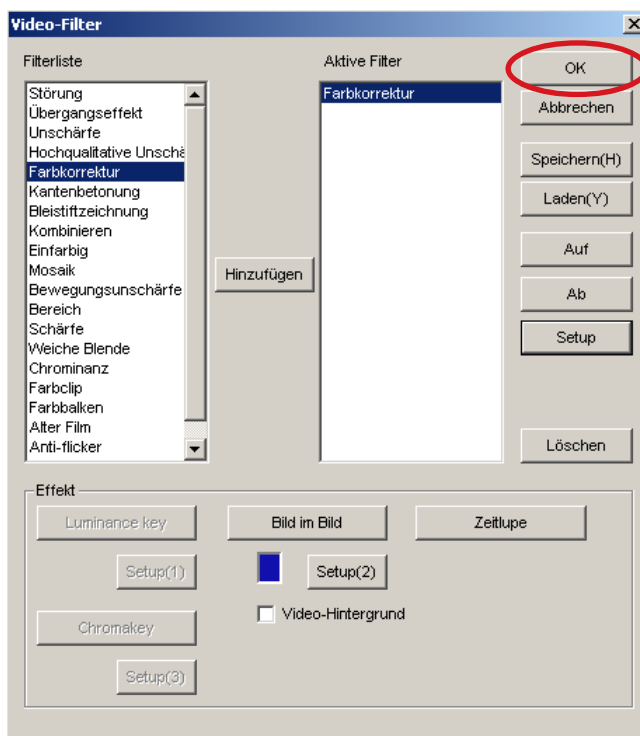 Video-Filter
Filterliste
Störung
Übergangseffekt
Unschärfe
Hochqualitative Unschä
Farbkorrektur
Kantenbetonung
Bleistiftzeichnung
Kombinieren
Einfarbig
Mosaik
Bewegungsunschärfe
Bereich
Schärfe
Weiche Blende
Chrominanz
Farbclip
Farbbalken
Alter Film
Anti-flicker
Hinzufügen
Aktive Filter
Farbkorrektur
OK
Abbrechen
Speichern(H)
Laden(Y)
Auf
Ab
Setup
Löschen
Effekt
Luminance key
Bild im Bild
Zeitlupe
Setup(1)
Setup(2)
Video-Hintergrund
Chromakey
Setup(3)